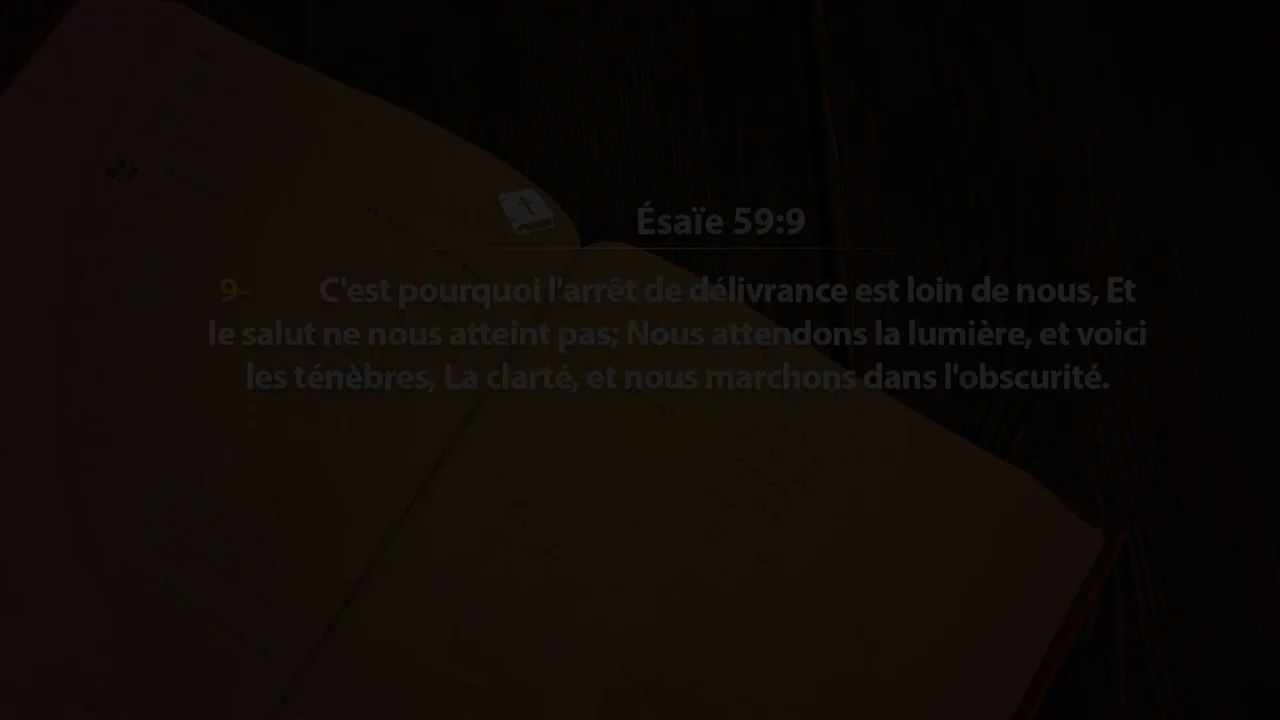 Ésaïe 59:9
9- C'est pourquoi l'arrêt de délivrance est loin de nous, Et
le salut ne nous atteint pas; Nous attendons la lumière, et voici
les ténèbres, La clarté, et nous marchons dans l'obscurité.